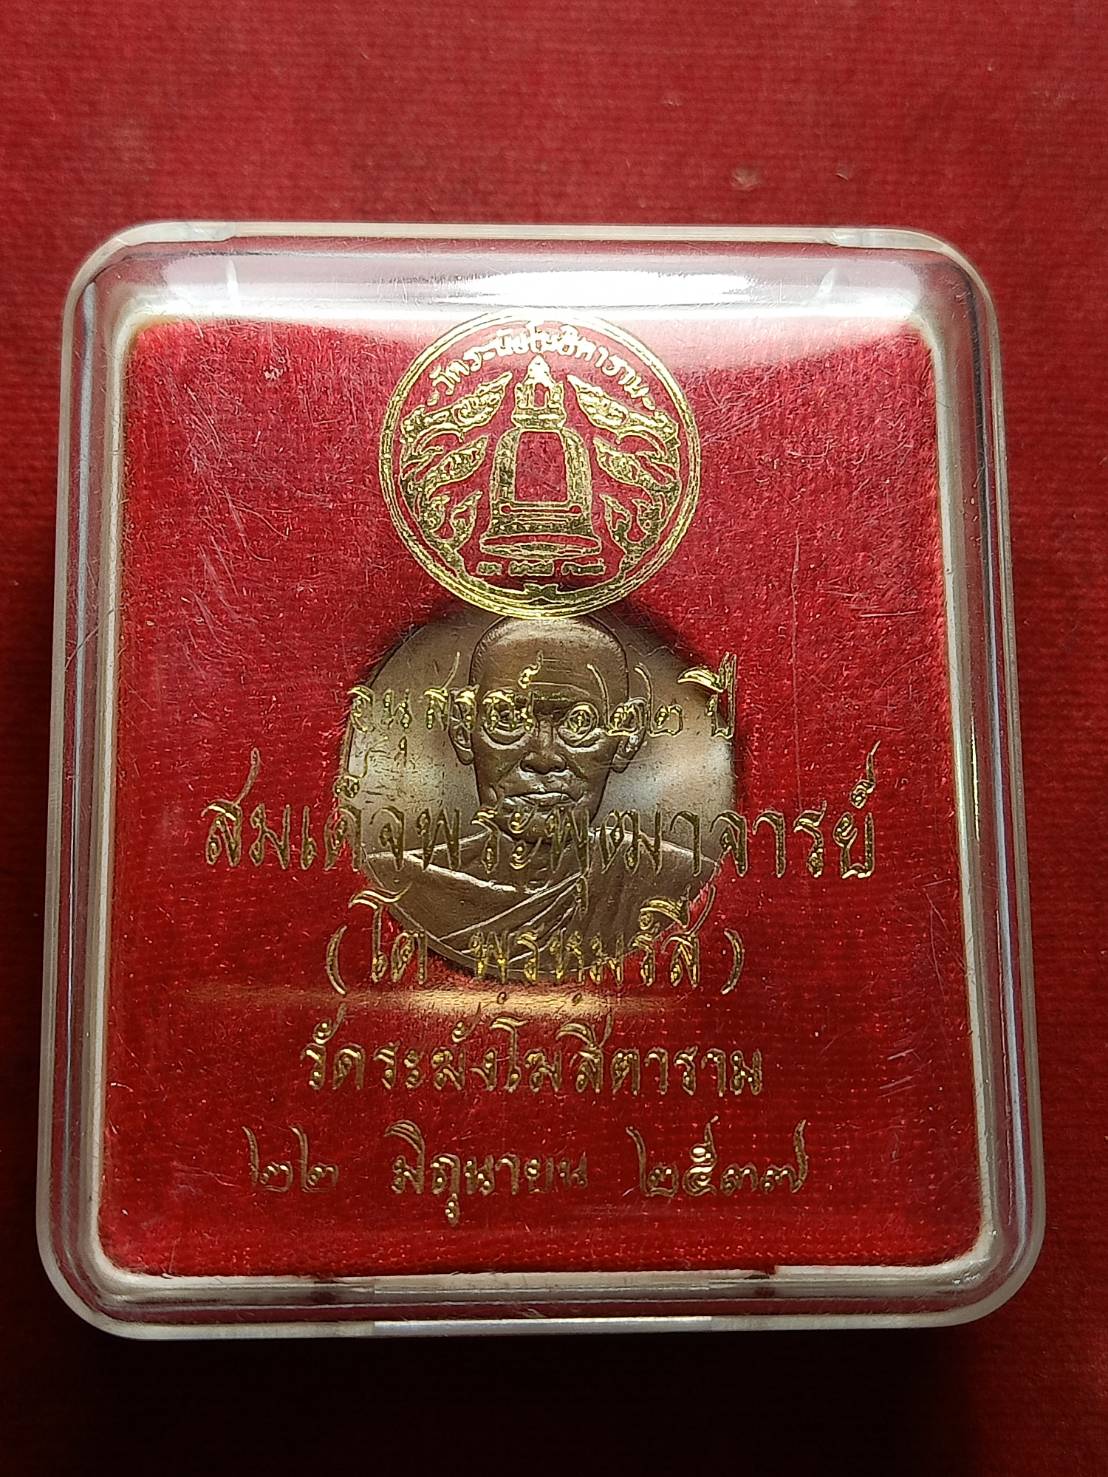 วัดระฆังโฆสิตาราม
อนุสรณ์ ๑๒๒ ปี
สมเด็จพระพุฒาจารย์
(โต พรหมรังสี)
วัดระฆังโฆสิตาราม
๒๒ มิถุนายน ๒๕๓๗